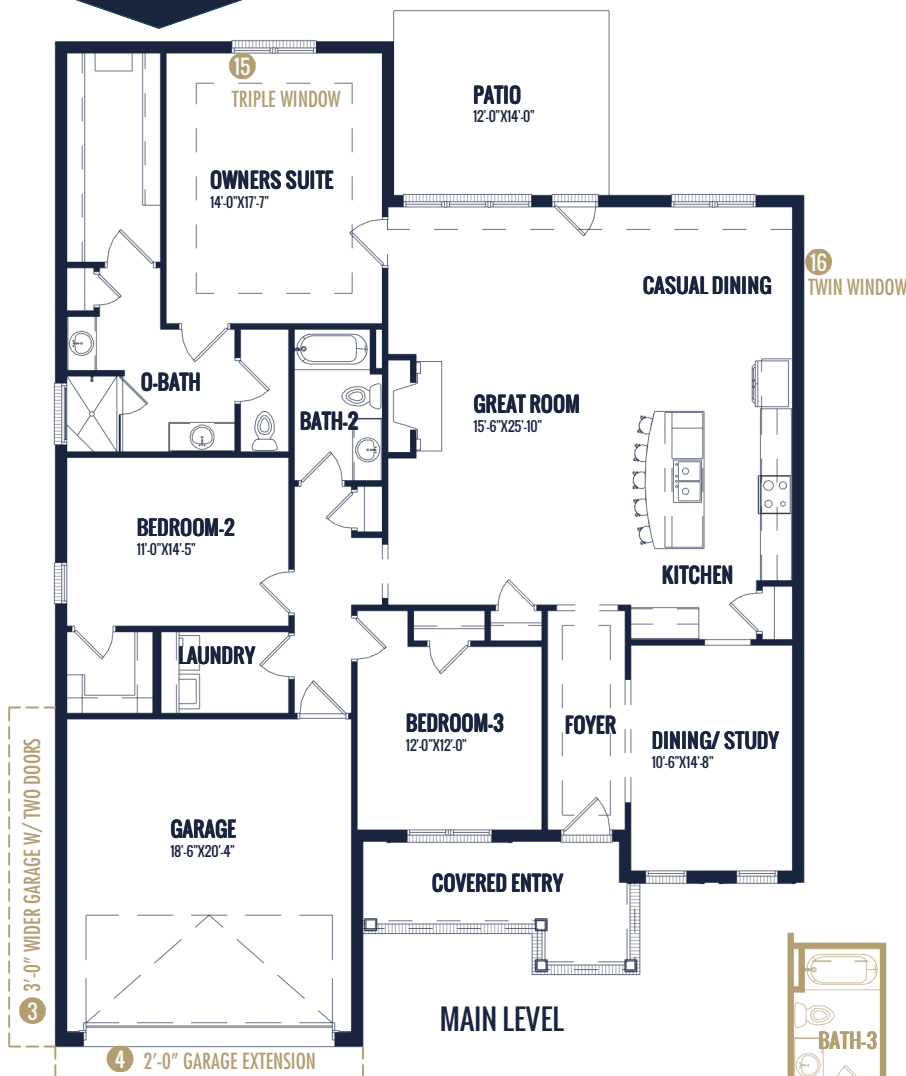 15
TRIPLE WINDOW
PATIO
12'-0"X14'-0"
OWNERS SUITE
14'-0"X17'-7"
16
TWIN WINDOW
CASUAL DINING
O-BATH
BATH-2
GREAT ROOM
15'-6"X25'-10"
BEDROOM-2
11'-0"X14'-5"
KITCHEN
LAUNDRY
BEDROOM-3
12'-0"X12'-0"
FOYER
DINING/ STUDY
10'-6"X14'-8"
GARAGE
18'-6"X20'-4"
COVERED ENTRY
3'-0" WIDER GARAGE W/ TWO DOORS
3
MAIN LEVEL
BATH-3
4 2'-0" GARAGE EXTENSION